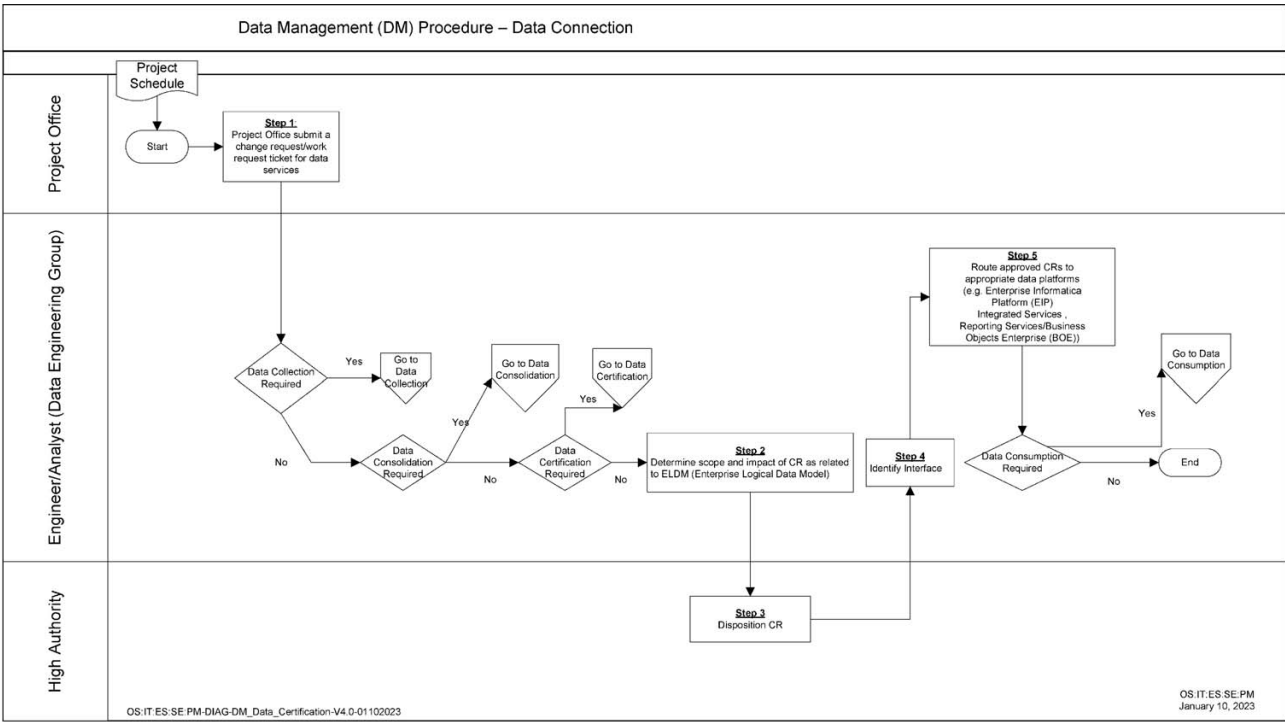 Data Management (DM) Procedure – Data Connection
Project
Schedule
Project Office
Start
Step 1:
Project Office submit a
change request/work
request ticket for data
services
Engineer/Analyst (Data Engineering Group)
Data Collection
Required
Yes
Go to
Data
Collection
No
Data
Consolidation
Required
Yes
Go to Data
Consolidation
No
Data
Certification
Required
Yes
Go to Data
Certification
No
Step 2
Determine scope and impact of CR as related
to ELDM (Enterprise Logical Data Model)
Step 4
Identify Interface
Step 5
Route approved CRs to
appropriate data platforms
(e.g. Enterprise Informatica
Platform (EIP)
Integrated Services ,
Reporting Services/Business
Objects Enterprise (BOE))
Data Consumption
Required
Yes
Go to Data
Consumption
No
End
High Authority
Step 3
Disposition CR
OS:IT:ES:SE:PM-DIAG-DM_Data_Certification-V4.0-01102023
OS:IT:ES:SE:PM
January 10, 2023